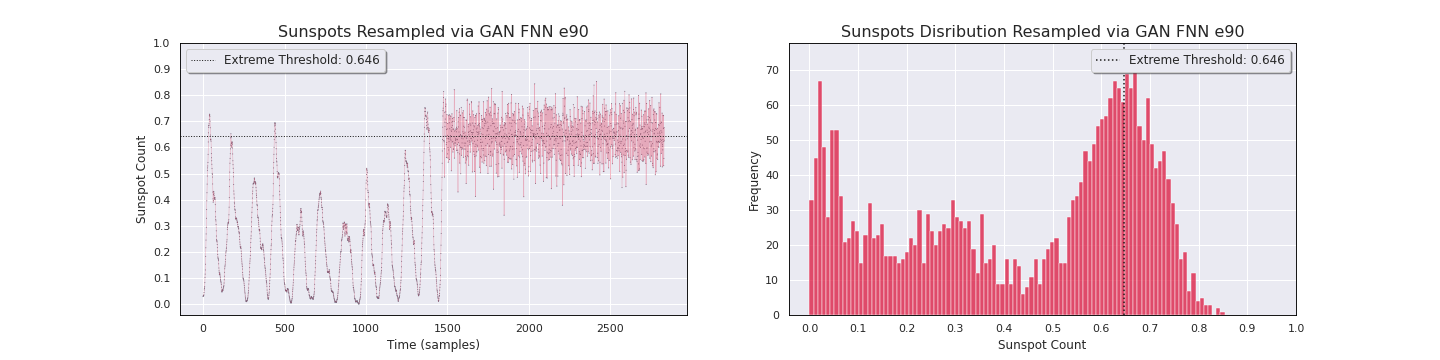 Sunspots Resampled via GAN FNN e90
Extreme Threshold: 0.646
Sunspot Count
1.0
0.9
0.8
0.7
0.6
0.5
0.4
0.3
0.2
0.1
0.0
0 500 1000 1500 2000 2500
Time (samples)
Sunspots Disribution Resampled via GAN FNN e90
Extreme Threshold: 0.646
Frequency
70
60
50
40
30
20
10
0
0.0 0.1 0.2 0.3 0.4 0.5 0.6 0.7 0.8 0.9 1.0
Sunspot Count